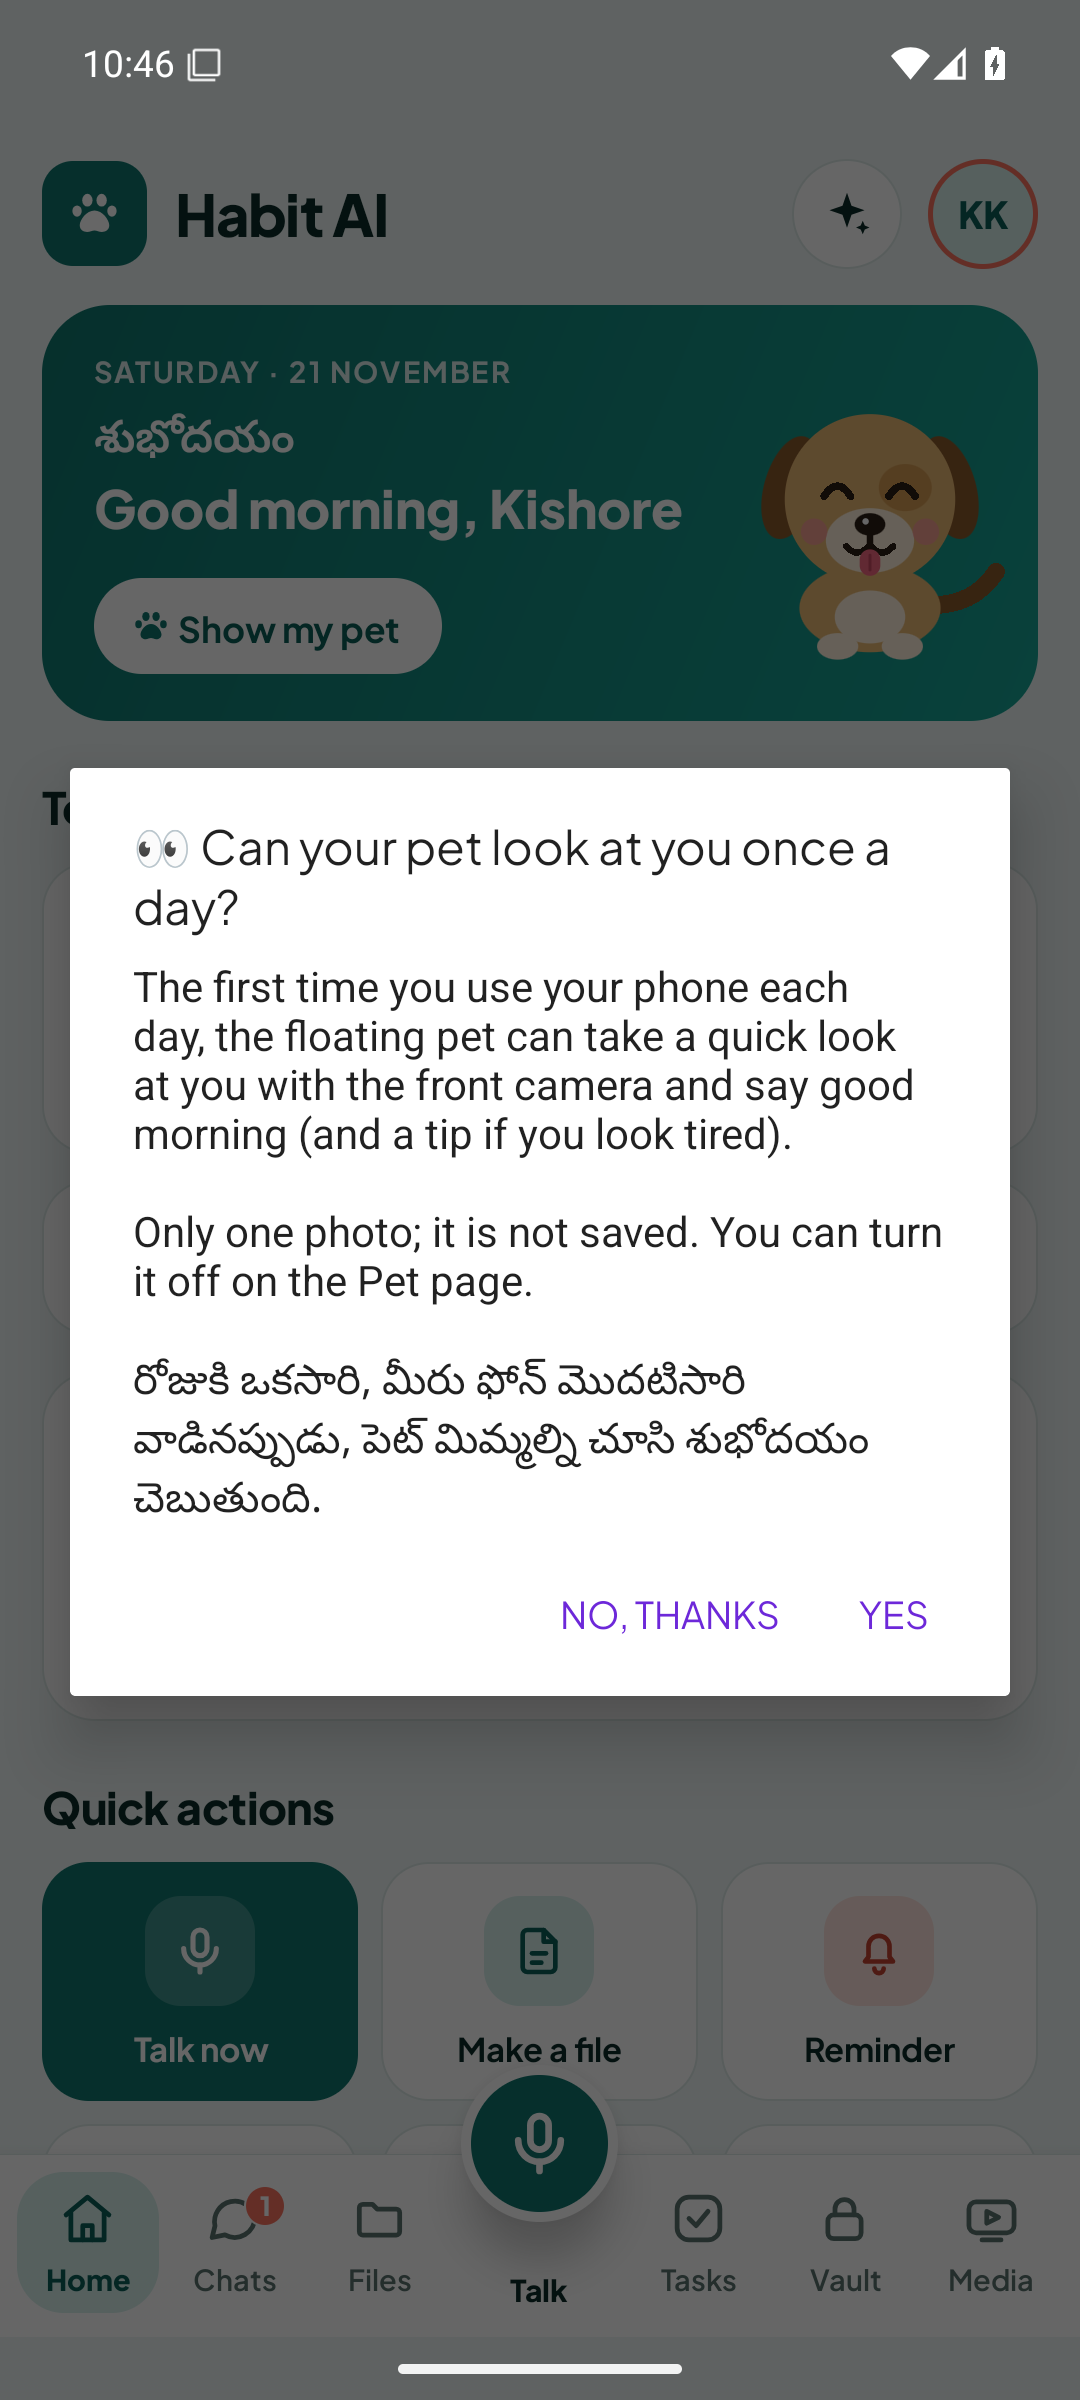 10:46
Habit AI
KK
SATURDAY · 21 NOVEMBER
శుభోదయం
Good morning, Kishore
Show my pet
👀 Can your pet look at you once a
day?
The first time you use your phone each
day, the floating pet can take a quick look
at you with the front camera and say good
morning (and a tip if you look tired).
Only one photo; it is not saved. You can turn
it off on the Pet page.
రోజుకి ఒకసారి, మీరు ఫోన్ మొదటిసారి
వాడినప్పుడు, పెట్ మిమ్మల్ని చూసి శుభోదయం
చెబుతుంది.
NO, THANKS
YES
Quick actions
Talk now
Make a file
Reminder
1
Home
Chats
Files
Talk
Tasks
Vault
Media